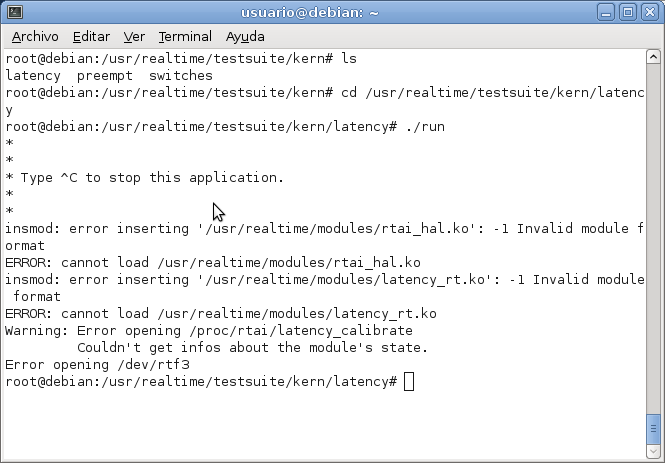 usuario@debian: ~
Archivo Editar Ver Terminal Ayuda
root@debian:/usr/realtime/testsuite/kern# ls
latency  preempt  switches
root@debian:/usr/realtime/testsuite/kern# cd /usr/realtime/testsuite/kern/latenc
y
root@debian:/usr/realtime/testsuite/kern/latency# ./run
*
*
* Type ^C to stop this application.
*
*
insmod: error inserting '/usr/realtime/modules/rtai_hal.ko': -1 Invalid module f
ormat
ERROR: cannot load /usr/realtime/modules/rtai_hal.ko
insmod: error inserting '/usr/realtime/modules/latency_rt.ko': -1 Invalid module
 format
ERROR: cannot load /usr/realtime/modules/latency_rt.ko
Warning: Error opening /proc/rtai/latency_calibrate
         Couldn't get infos about the module's state.
Error opening /dev/rtf3
root@debian:/usr/realtime/testsuite/kern/latency#